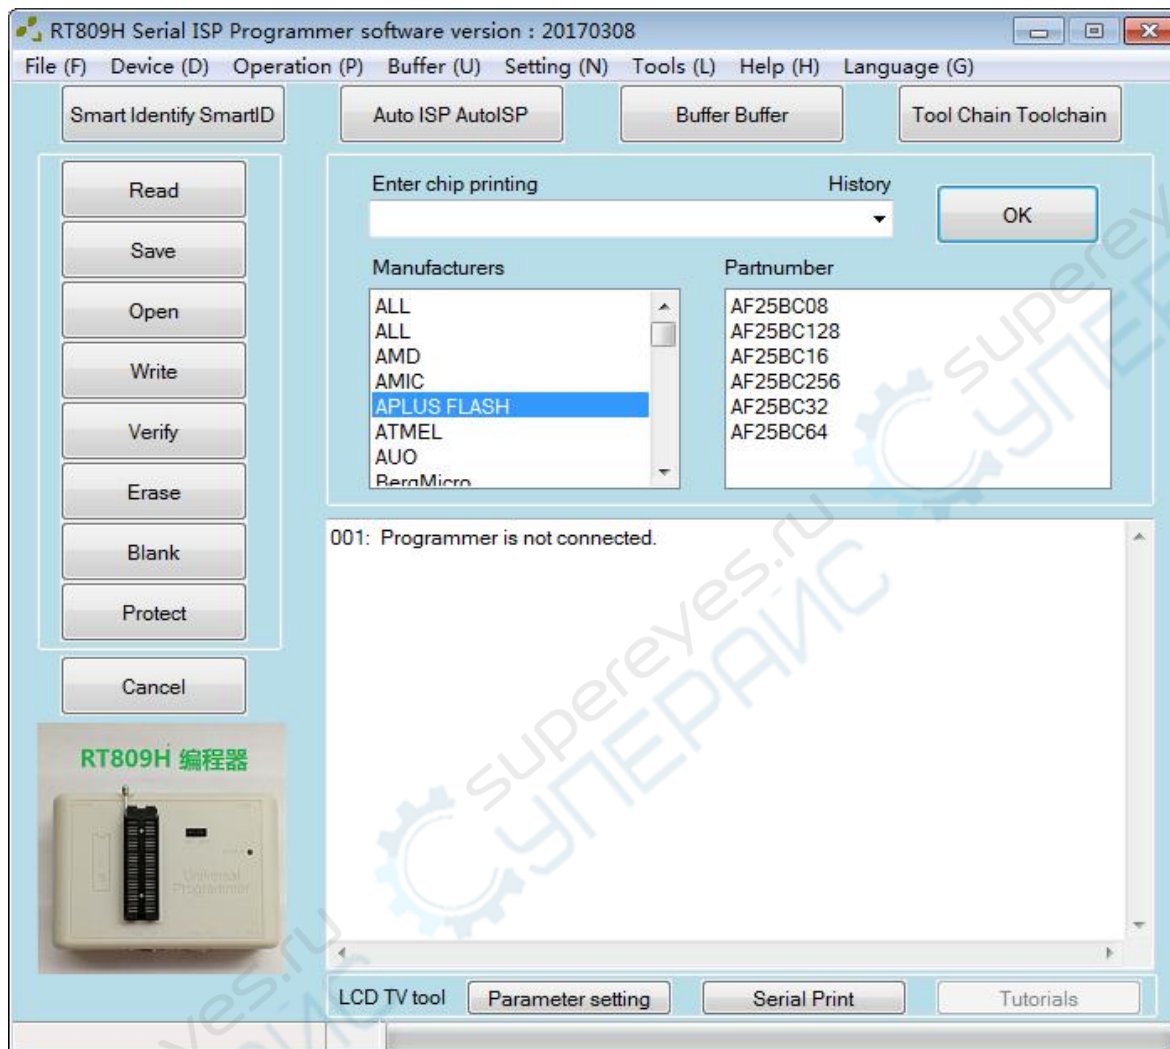 RT809H Serial ISP Programmer software version : 20170308
File (F) Device (D) Operation (P) Buffer (U) Setting (N) Tools (L) Help (H) Language (G)
Smart Identify SmartID
Auto ISP AutoISP
Buffer Buffer
Tool Chain Toolchain
Read
Save
Open
Write
Verify
Erase
Blank
Protect
Cancel
Enter chip printing
History
OK
Manufacturers
ALL
ALL
AMD
AMIC
APLUS FLASH
ATMEL
AUO
BergMicro
Partnumber
AF25BC08
AF25BC128
AF25BC16
AF25BC256
AF25BC32
AF25BC64
001: Programmer is not connected.
RT809H 编程器
Universal
Programmer
LCD TV tool
Parameter setting
Serial Print
Tutorials
supereyes.ru
СУПЕРАЙС